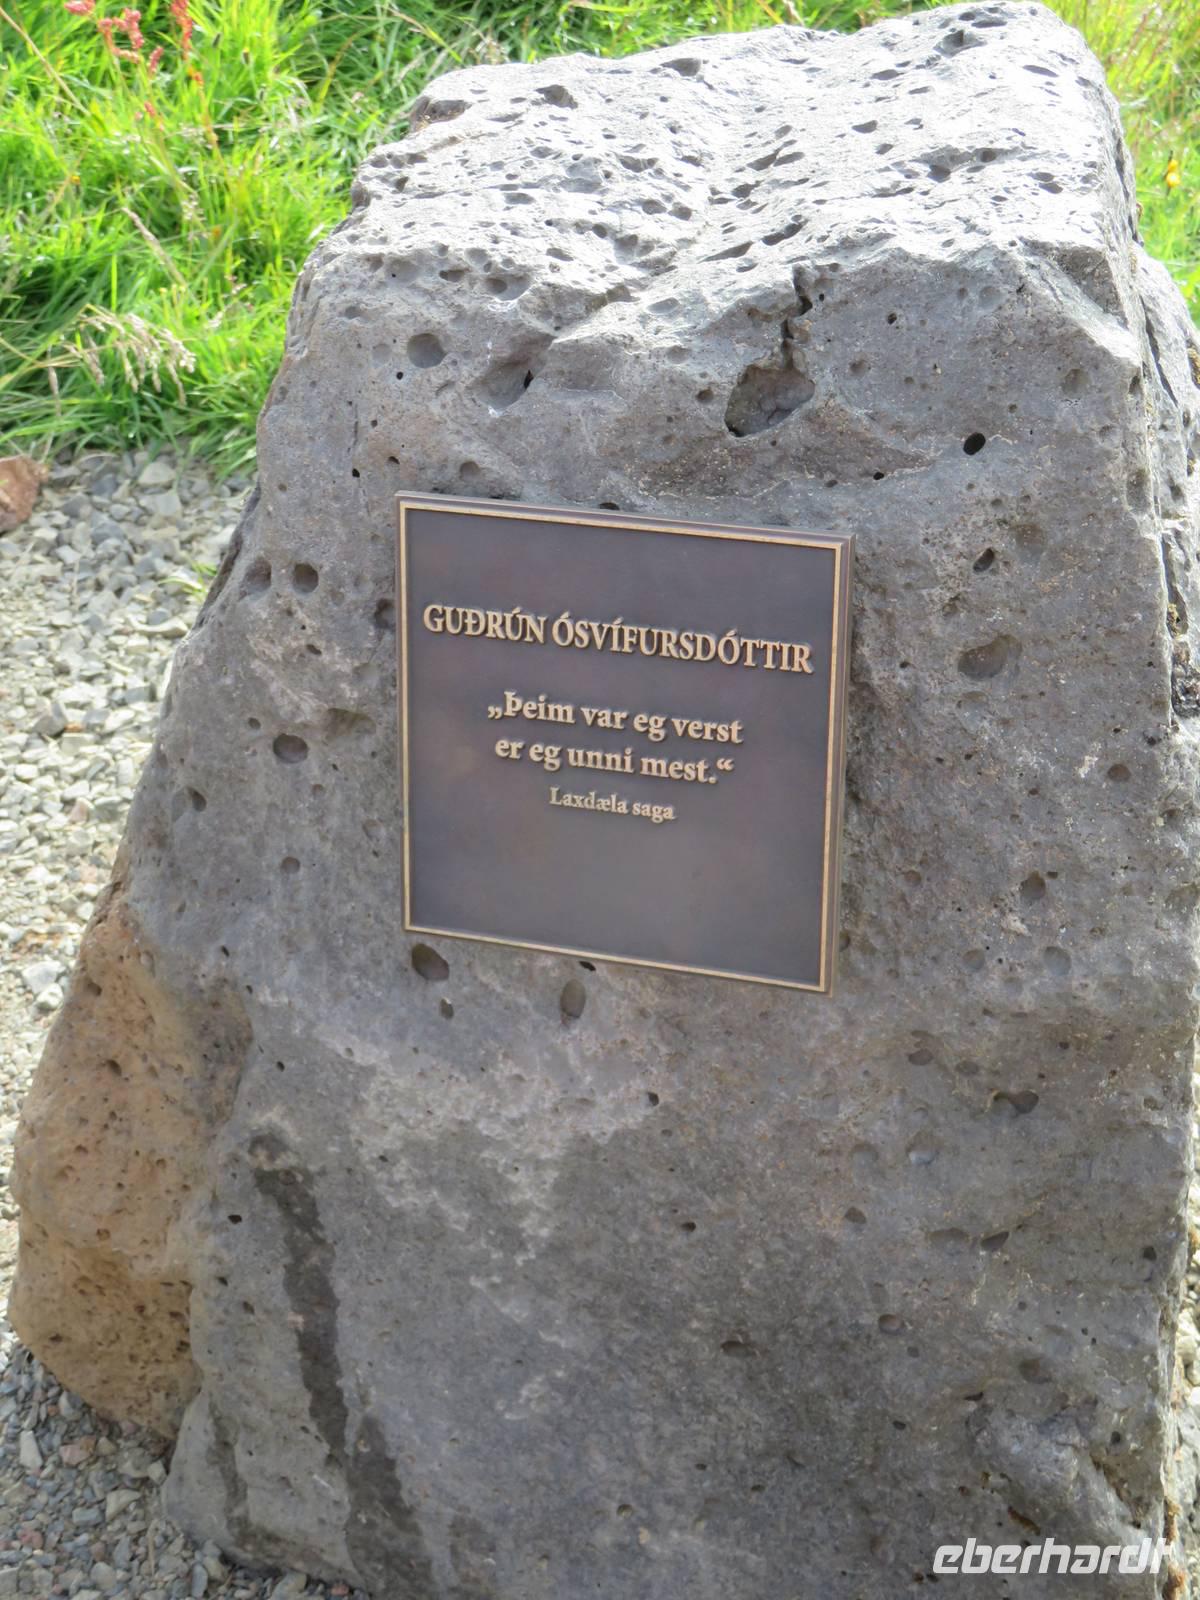 GUÐRÚN ÓSVÍFURSDÓTTIR
„Þeim var eg verst
er eg unni mest.“
Laxdæla saga
eberhardt